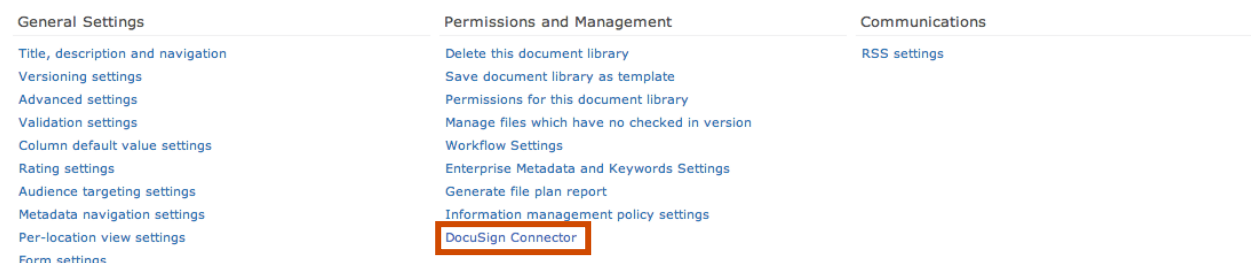 General Settings
Title, description and navigation
Versioning settings
Advanced settings
Validation settings
Column default value settings
Rating settings
Audience targeting settings
Metadata navigation settings
Per-location view settings
Form settings
Permissions and Management
Delete this document library
Save document library as template
Permissions for this document library
Manage files which have no checked in version
Workflow Settings
Enterprise Metadata and Keywords Settings
Generate file plan report
Information management policy settings
DocuSign Connector
Communications
RSS settings